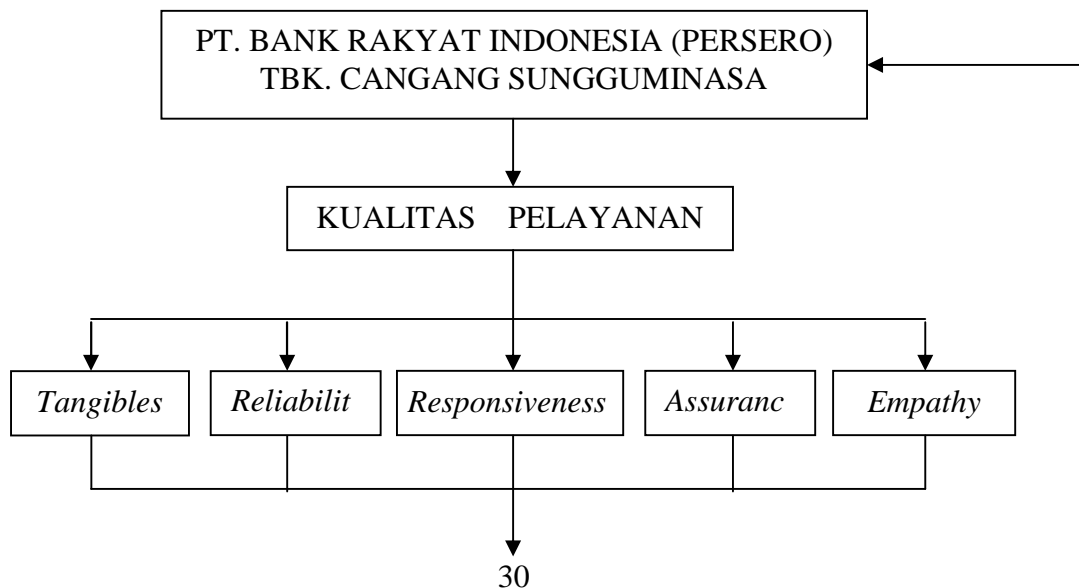 PT. BANK RAKYAT INDONESIA (PERSERO)
TBK. CANGANG SUNGGUMINASA
KUALITAS PELAYANAN
Tangibles Reliabilit Responsiveness Assuranc Empathy
30